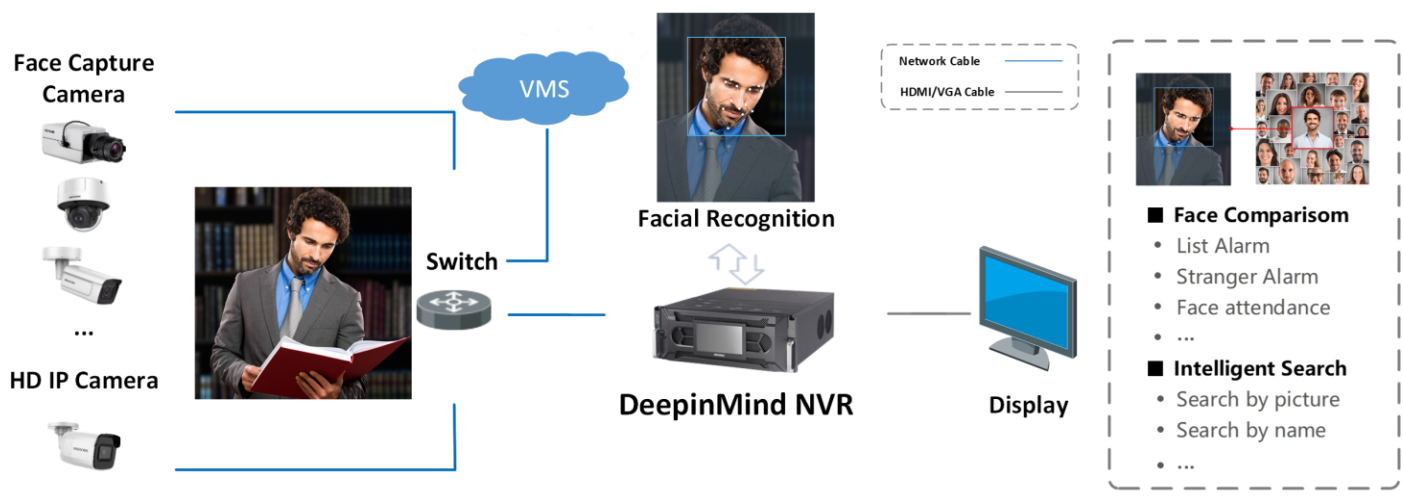 Face Capture
Camera
...
HD IP Camera
VMS
Switch
Facial Recognition
DeepinMind NVR
Network Cable
HDMI/VGA Cable
Display
■ Face Comparisom
• List Alarm
• Stranger Alarm
• Face attendance
• ...
■ Intelligent Search
• Search by picture
• Search by name
• ...